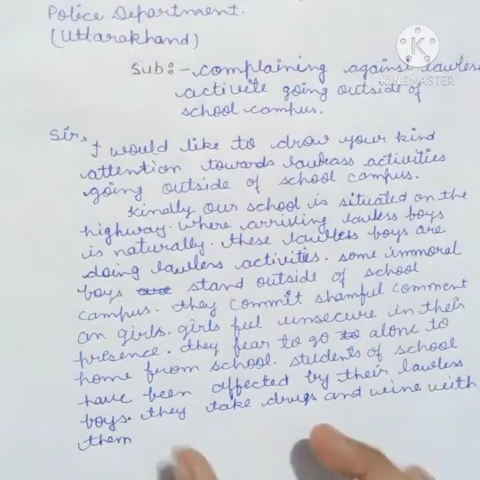 Police Department.
(Uttarakhand)
Sub:- complaining against lawless
activite going outside of
school campus.
Sir,
I would like to draw your kind
attention towards lawless activities
going outside of school campus.
Kindly our school is situated on the
highway. Where arriving lawless boys
is naturally. These lawless boys are
doing lawless activities. some immoral
boys are stand outside of school
campus. they commit shamful comment
on girls. girls feel unsecure in their
presence. they fear to go to alone to
home from school. students of school
have been affected by their lawless
boys. they take drugs and wine with
them
KINEMASTER